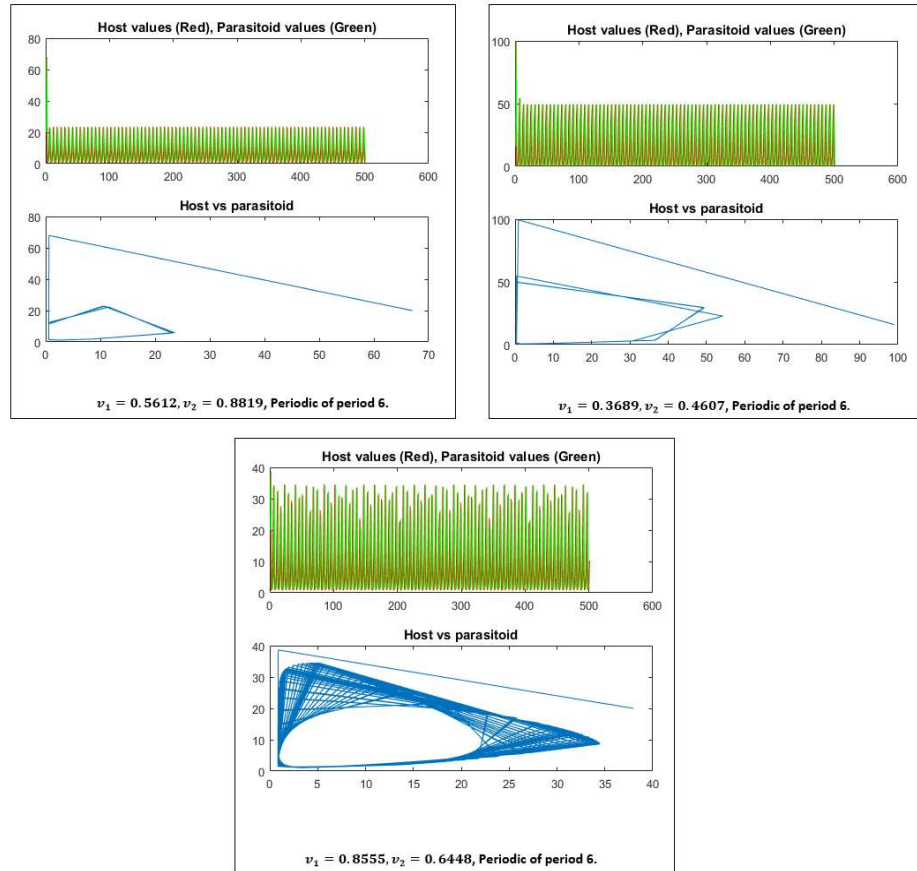 Host values (Red), Parasitoid values (Green)
80
60
40
20
0
0 100 200 300 400 500 600
Host vs parasitoid
80
60
40
20
0
0 10 20 30 40 50 60 70
v₁ = 0.5612, v₂ = 0.8819, Periodic of period 6.
Host values (Red), Parasitoid values (Green)
100
50
0
0 100 200 300 400 500 600
Host vs parasitoid
100
50
0
0 10 20 30 40 50 60 70 80 90 100
v₁ = 0.3689, v₂ = 0.4607, Periodic of period 6.
Host values (Red), Parasitoid values (Green)
40
30
20
10
0
0 100 200 300 400 500 600
Host vs parasitoid
40
30
20
10
0
0 5 10 15 20 25 30 35 40
v₁ = 0.8555, v₂ = 0.6448, Periodic of period 6.